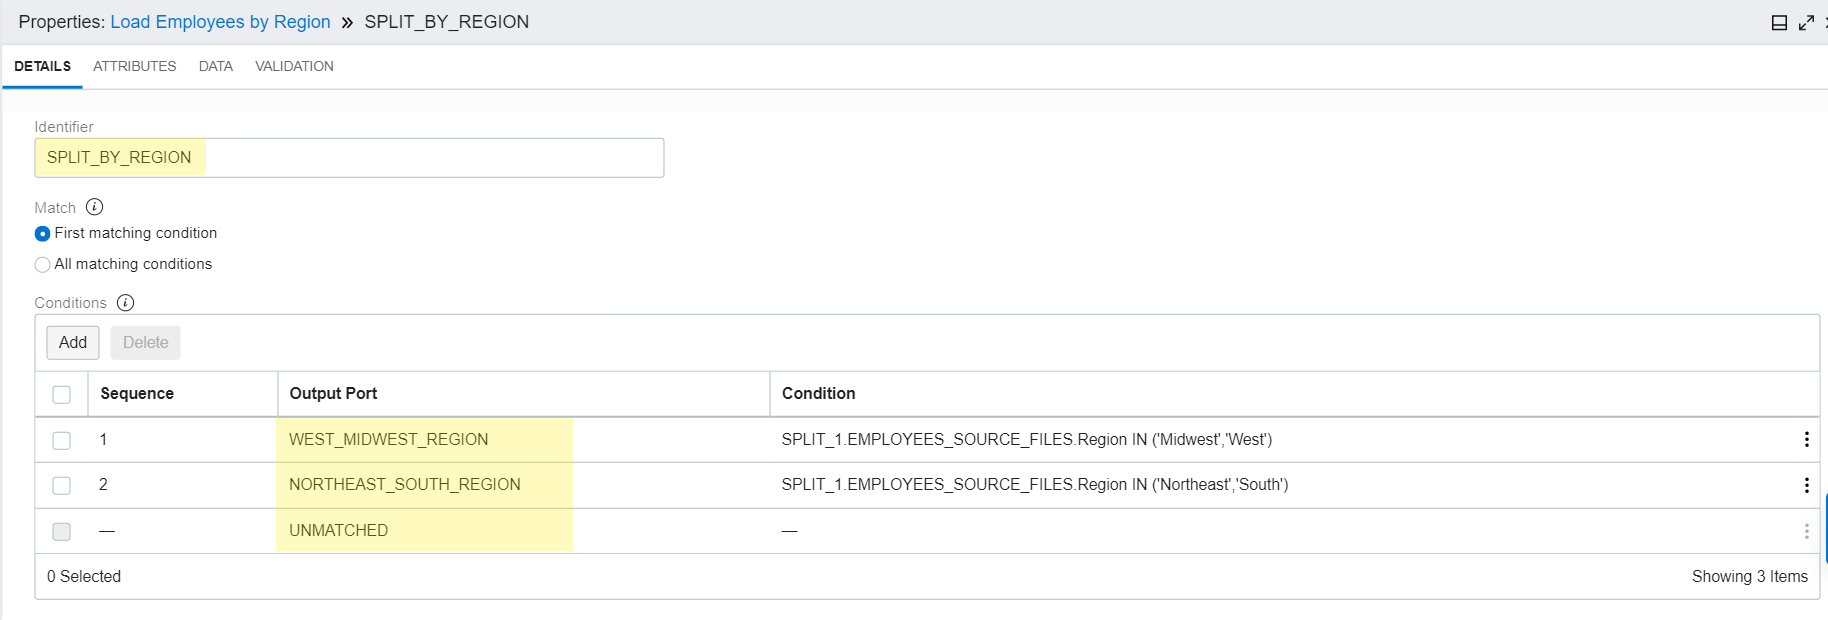 Properties: Load Employees by Region » SPLIT_BY_REGION
DETAILS ATTRIBUTES DATA VALIDATION
Identifier
SPLIT_BY_REGION
Match i
First matching condition
All matching conditions
Conditions i
Add Delete
Sequence Output Port Condition
1 WEST_MIDWEST_REGION SPLIT_1.EMPLOYEES_SOURCE_FILES.Region IN ('Midwest','West')
2 NORTHEAST_SOUTH_REGION SPLIT_1.EMPLOYEES_SOURCE_FILES.Region IN ('Northeast','South')
— UNMATCHED —
0 Selected Showing 3 Items